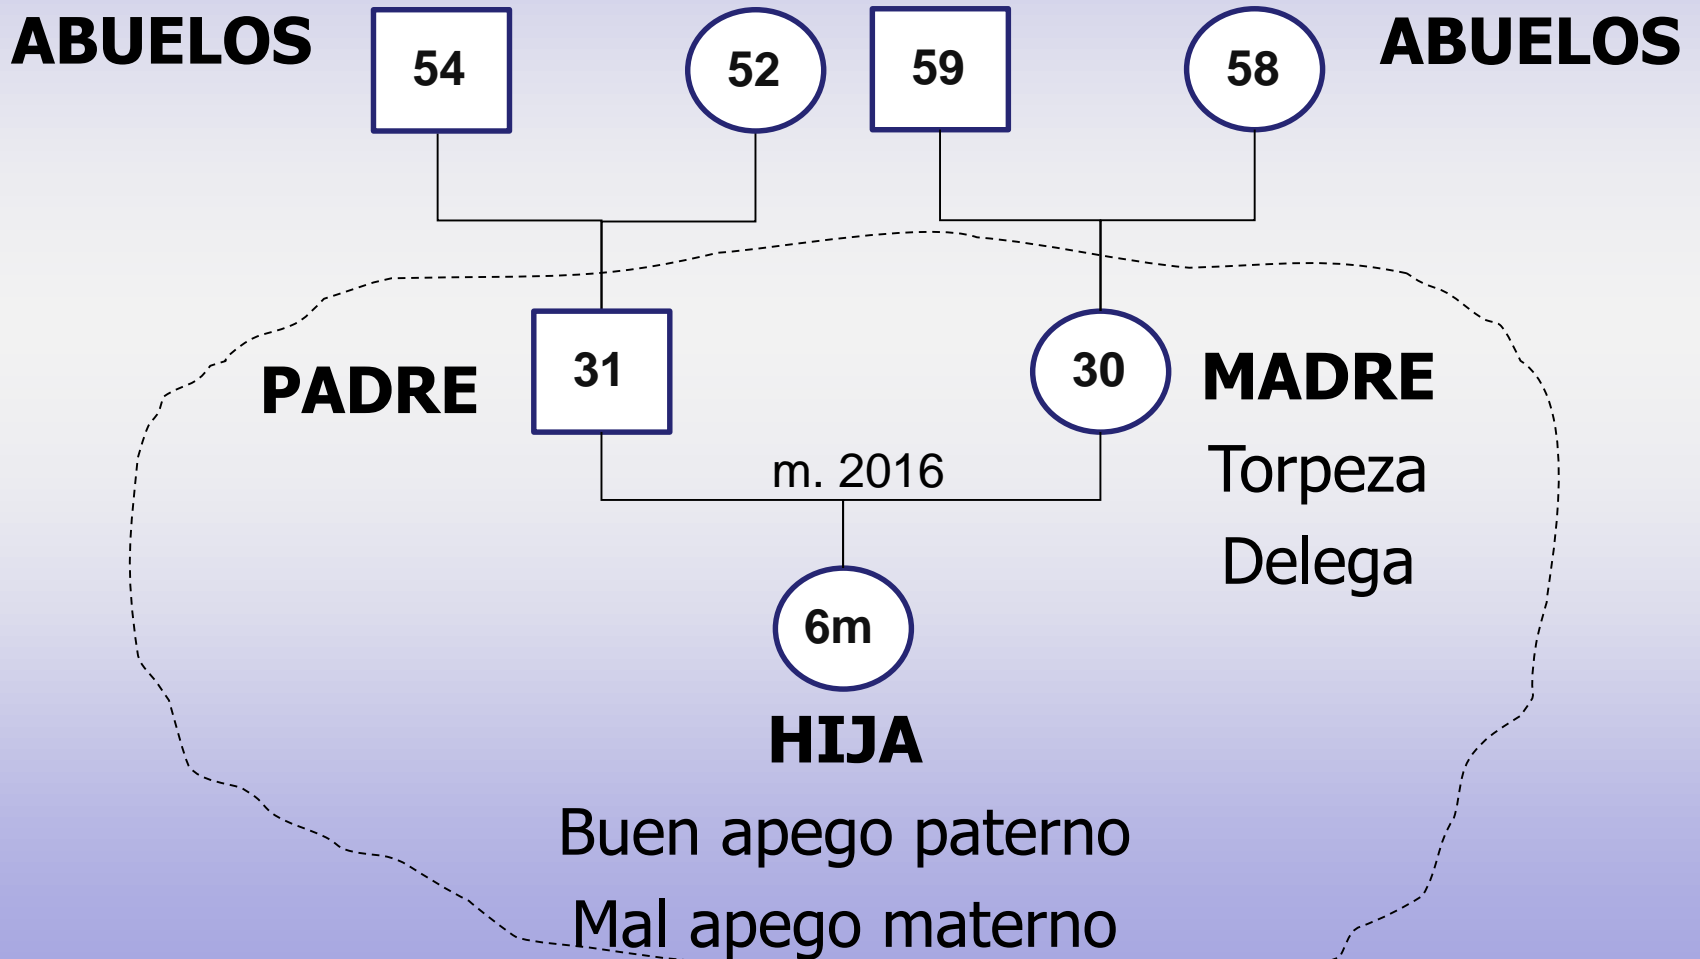 ABUELOS 54 52 59 58 ABUELOS
PADRE 31 30 MADRE
m. 2016 Torpeza
Delega
6m
HIJA
Buen apego paterno
Mal apego materno